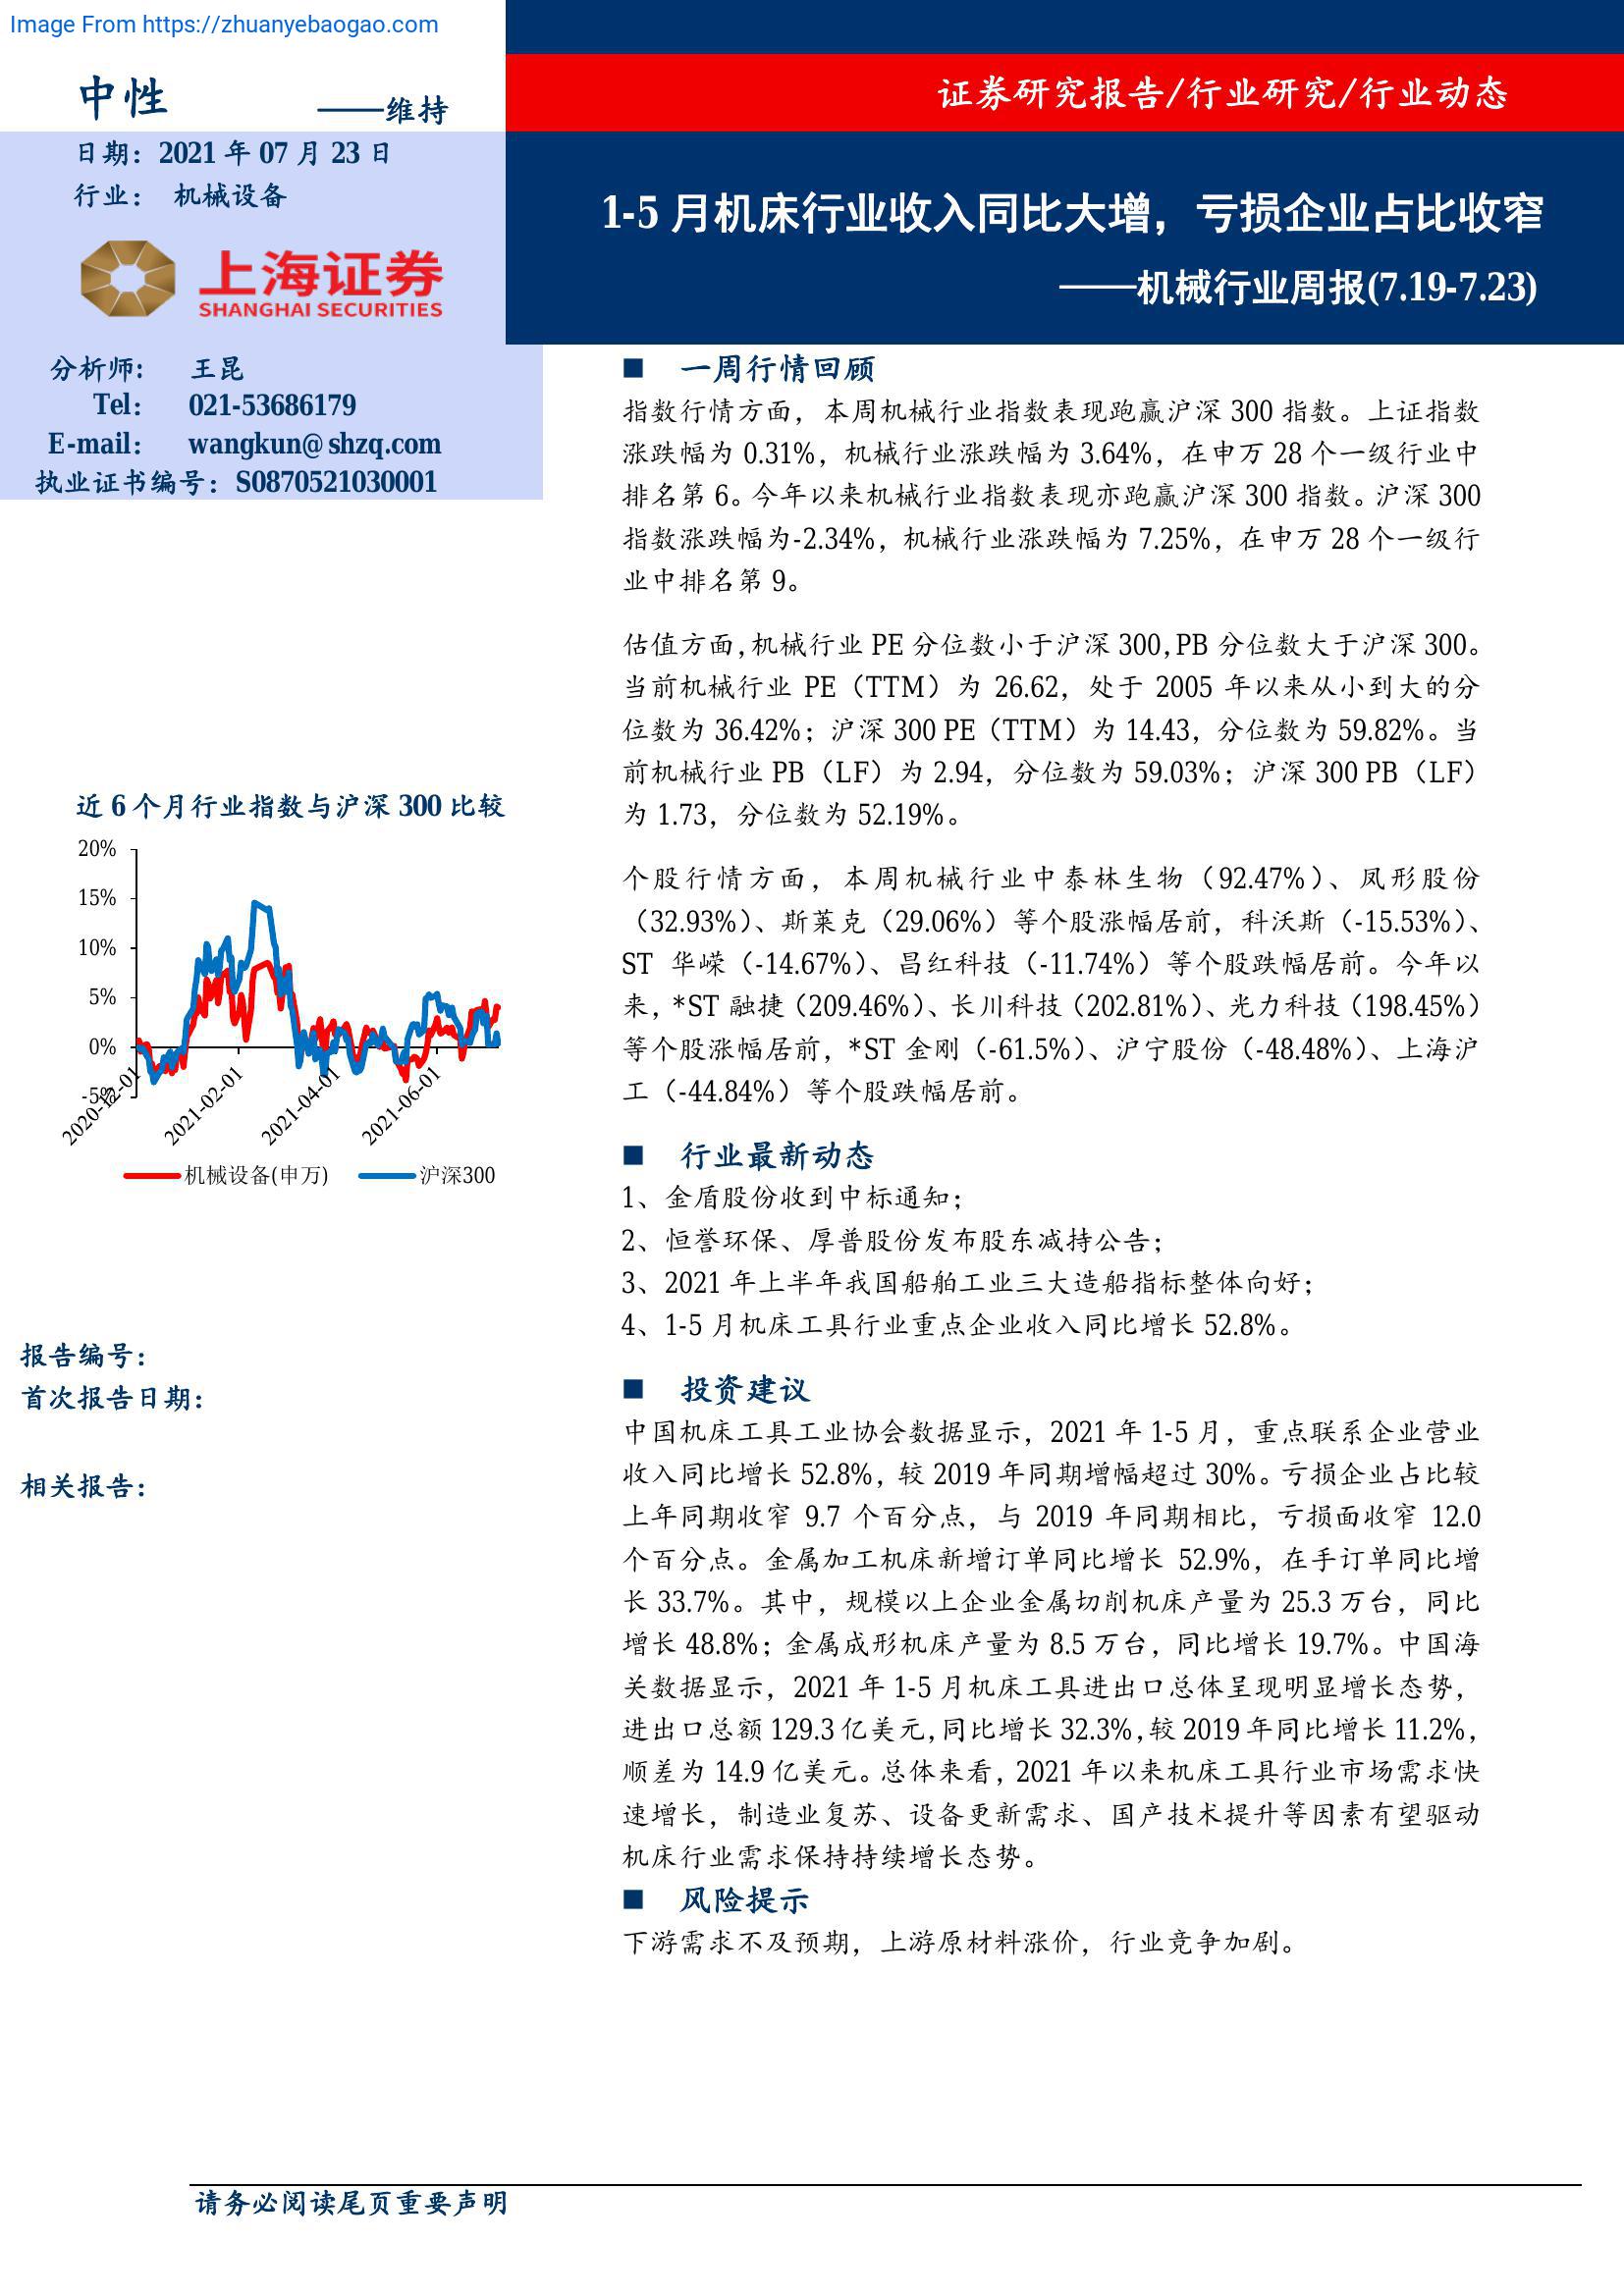 Image From https://zhuanyebaogao.com
证券研究报告/行业研究/行业动态
中性
——维持
日期：2021 年 07 月 23 日
行业： 机械设备
1-5 月机床行业收入同比大增，亏损企业占比收窄
——机械行业周报(7.19-7.23)
上海证券
SHANGHAI SECURITIES
分析师： 王昆
Tel： 021-53686179
E-mail： wangkun@shzq.com
执业证书编号：S0870521030001
近 6 个月行业指数与沪深 300 比较
20%
15%
10%
5%
0%
-5%
2020-12-01
2021-02-01
2021-04-01
2021-06-01
机械设备(申万)
沪深300
报告编号：
首次报告日期：
相关报告：
■ 一周行情回顾
指数行情方面，本周机械行业指数表现跑赢沪深 300 指数。上证指数
涨跌幅为 0.31%，机械行业涨跌幅为 3.64%，在申万 28 个一级行业中
排名第 6。今年以来机械行业指数表现亦跑赢沪深 300 指数。沪深 300
指数涨跌幅为-2.34%，机械行业涨跌幅为 7.25%，在申万 28 个一级行
业中排名第 9。
估值方面，机械行业 PE 分位数小于沪深 300，PB 分位数大于沪深 300。
当前机械行业 PE（TTM）为 26.62，处于 2005 年以来从小到大的分
位数为 36.42%；沪深 300 PE（TTM）为 14.43，分位数为 59.82%。当
前机械行业 PB（LF）为 2.94，分位数为 59.03%；沪深 300 PB（LF）
为 1.73，分位数为 52.19%。
个股行情方面，本周机械行业中泰林生物（92.47%）、凤形股份
（32.93%）、斯莱克（29.06%）等个股涨幅居前，科沃斯（-15.53%）、
ST 华嵘（-14.67%）、昌红科技（-11.74%）等个股跌幅居前。今年以
来，*ST 融捷（209.46%）、长川科技（202.81%）、光力科技（198.45%）
等个股涨幅居前，*ST 金刚（-61.5%）、沪宁股份（-48.48%）、上海沪
工（-44.84%）等个股跌幅居前。
■ 行业最新动态
1、金盾股份收到中标通知；
2、恒誉环保、厚普股份发布股东减持公告；
3、2021 年上半年我国船舶工业三大造船指标整体向好；
4、1-5 月机床工具行业重点企业收入同比增长 52.8%。
■ 投资建议
中国机床工具工业协会数据显示，2021 年 1-5 月，重点联系企业营业
收入同比增长 52.8%，较 2019 年同期增幅超过 30%。亏损企业占比较
上年同期收窄 9.7 个百分点，与 2019 年同期相比，亏损面收窄 12.0
个百分点。金属加工机床新增订单同比增长 52.9%，在手订单同比增
长 33.7%。其中，规模以上企业金属切削机床产量为 25.3 万台，同比
增长 48.8%；金属成形机床产量为 8.5 万台，同比增长 19.7%。中国海
关数据显示，2021 年 1-5 月机床工具进出口总体呈现明显增长态势，
进出口总额 129.3 亿美元，同比增长 32.3%，较 2019 年同比增长 11.2%，
顺差为 14.9 亿美元。总体来看，2021 年以来机床工具行业市场需求快
速增长，制造业复苏、设备更新需求、国产技术提升等因素有望驱动
机床行业需求保持持续增长态势。
■ 风险提示
下游需求不及预期，上游原材料涨价，行业竞争加剧。
请务必阅读尾页重要声明